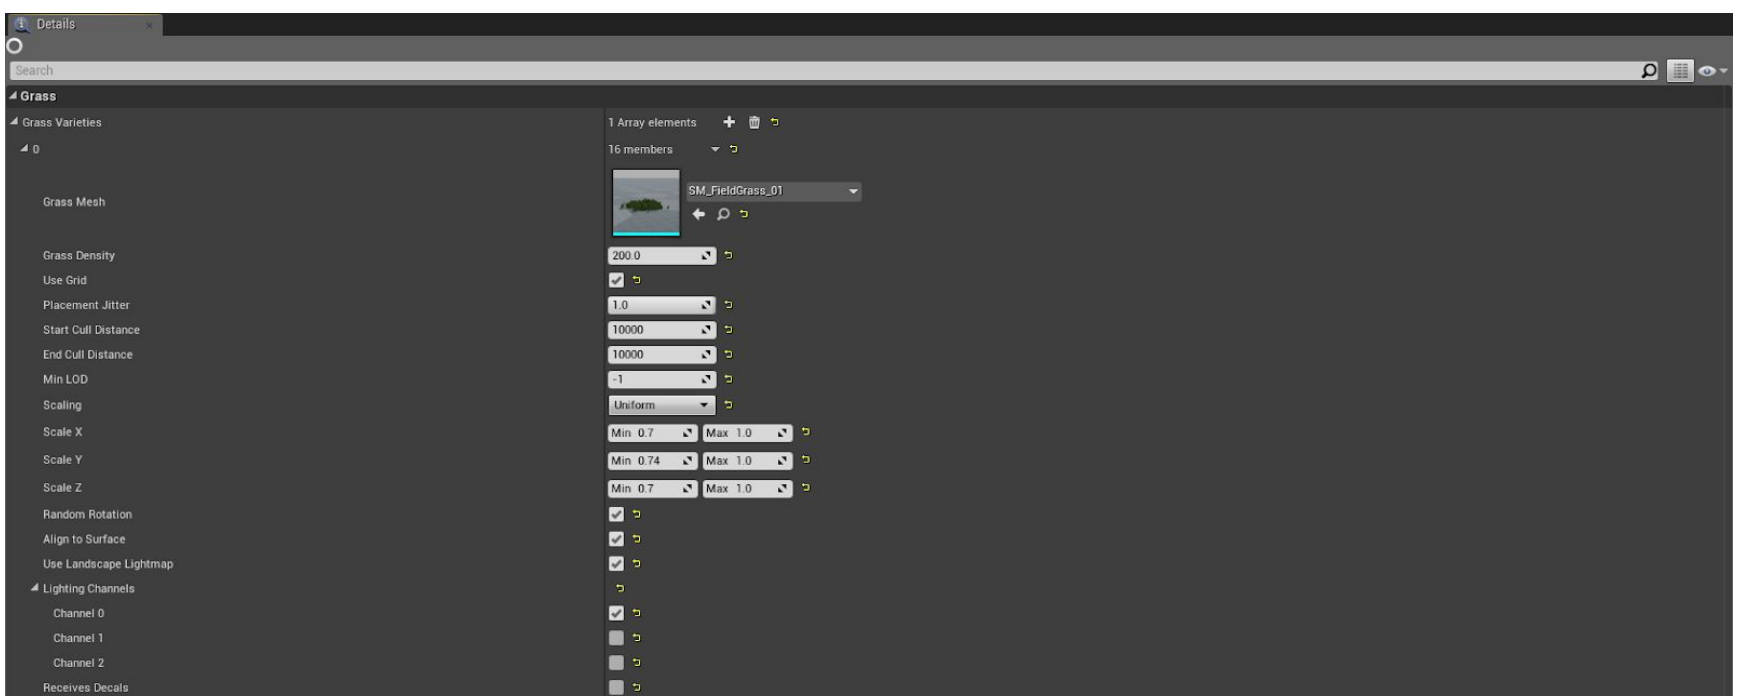 Details
Search
Grass
Grass Varieties 1 Array elements
0 16 members
Grass Mesh SM_FieldGrass_01
Grass Density 200.0
Use Grid
Placement Jitter 1.0
Start Cull Distance 10000
End Cull Distance 10000
Min LOD -1
Scaling Uniform
Scale X Min 0.7 Max 1.0
Scale Y Min 0.74 Max 1.0
Scale Z Min 0.7 Max 1.0
Random Rotation
Align to Surface
Use Landscape Lightmap
Lighting Channels
Channel 0
Channel 1
Channel 2
Receives Decals